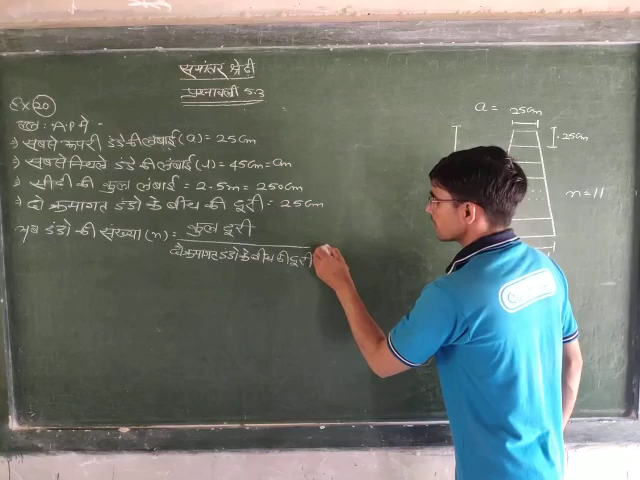 समांतर श्रेढ़ी
प्रश्नावली 5.3
Ex 20
हल: A.P में -
→ सबसे ऊपरी डंडे की लंबाई (a) = 25cm
→ सबसे निचले डंडे की लंबाई (l) = 45cm = an
→ सीढी की कुल लंबाई = 2.5m = 250cm
→ दो क्रमागत डंडो के बीच की दूरी = 25cm
अब डंडो की संख्या (n) = कुल दूरी
दो क्रमागत डंडो के बीच की दूरी
a = 25cm
25cm
n = 11